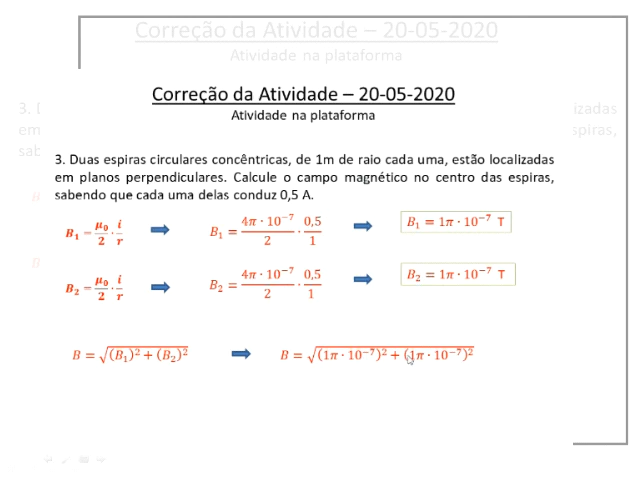 Correção da Atividade – 20-05-2020
Atividade na plataforma
Correção da Atividade – 20-05-2020
Atividade na plataforma
3. Duas espiras circulares concêntricas, de 1m de raio cada uma, estão localizadas
em planos perpendiculares. Calcule o campo magnético no centro das espiras,
sabendo que cada uma delas conduz 0,5 A.
B₁ = μ₀/2 · i/r ➡ B₁ = 4π · 10⁻⁷/2 · 0,5/1 ➡ B₁ = 1π · 10⁻⁷ T
B₂ = μ₀/2 · i/r ➡ B₂ = 4π · 10⁻⁷/2 · 0,5/1 ➡ B₂ = 1π · 10⁻⁷ T
B = √((B₁)² + (B₂)²) ➡ B = √((1π · 10⁻⁷)² + (1π · 10⁻⁷)²)